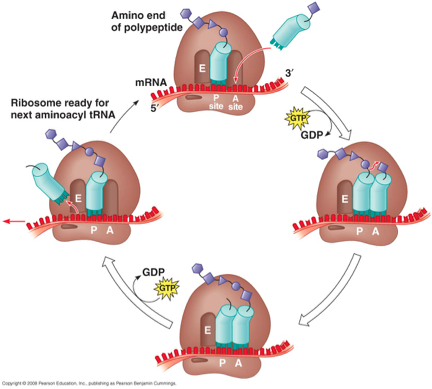 Amino end
of polypeptide
E
mRNA
3′
Ribosome ready for
next aminoacyl tRNA
5′
P
site
A
site
GTP
GDP
E
P A
E
P A
GDP
GTP
E
P A
Copyright © 2008 Pearson Education, Inc., publishing as Pearson Benjamin Cummings.